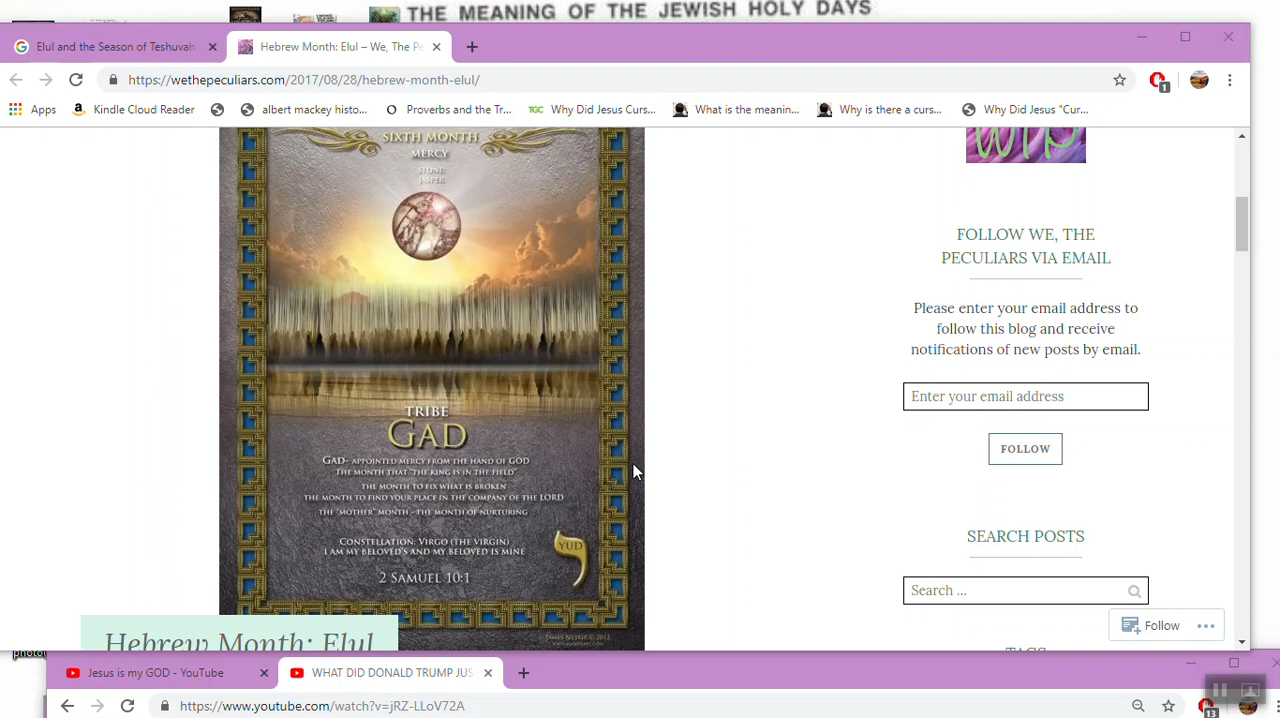 THE MEANING OF THE JEWISH HOLY DAYS
Elul and the Season of Teshuvah
Hebrew Month: Elul – We, The Pe
https://wethepeculiars.com/2017/08/28/hebrew-month-elul/
1
Apps
Kindle Cloud Reader
albert mackey histo...
Proverbs and the Tr...
TGC
Why Did Jesus Curs...
What is the meanin...
Why is there a curs...
Why Did Jesus "Cur...
SIXTH MONTH
MERCY
STONE:
JASPER
TRIBE
GAD
GAD- APPOINTED MERCY FROM THE HAND OF GOD
THE MONTH THAT "THE KING IS IN THE FIELD"
THE MONTH TO FIX WHAT IS BROKEN
THE MONTH TO FIND YOUR PLACE IN THE COMPANY OF THE LORD
THE "MOTHER" MONTH - THE MONTH OF NURTURING
CONSTELLATION: VIRGO (THE VIRGIN)
I AM MY BELOVED'S AND MY BELOVED IS MINE
YUD
2 SAMUEL 10:1
Hebrew Month: Elul
FOLLOW WE, THE
PECULIARS VIA EMAIL
Please enter your email address to
follow this blog and receive
notifications of new posts by email.
Enter your email address
FOLLOW
SEARCH POSTS
Search ...
Follow
TAGS
Jesus is my GOD - YouTube
WHAT DID DONALD TRUMP JUS
https://www.youtube.com/watch?v=jRZ-LLoV72A
13